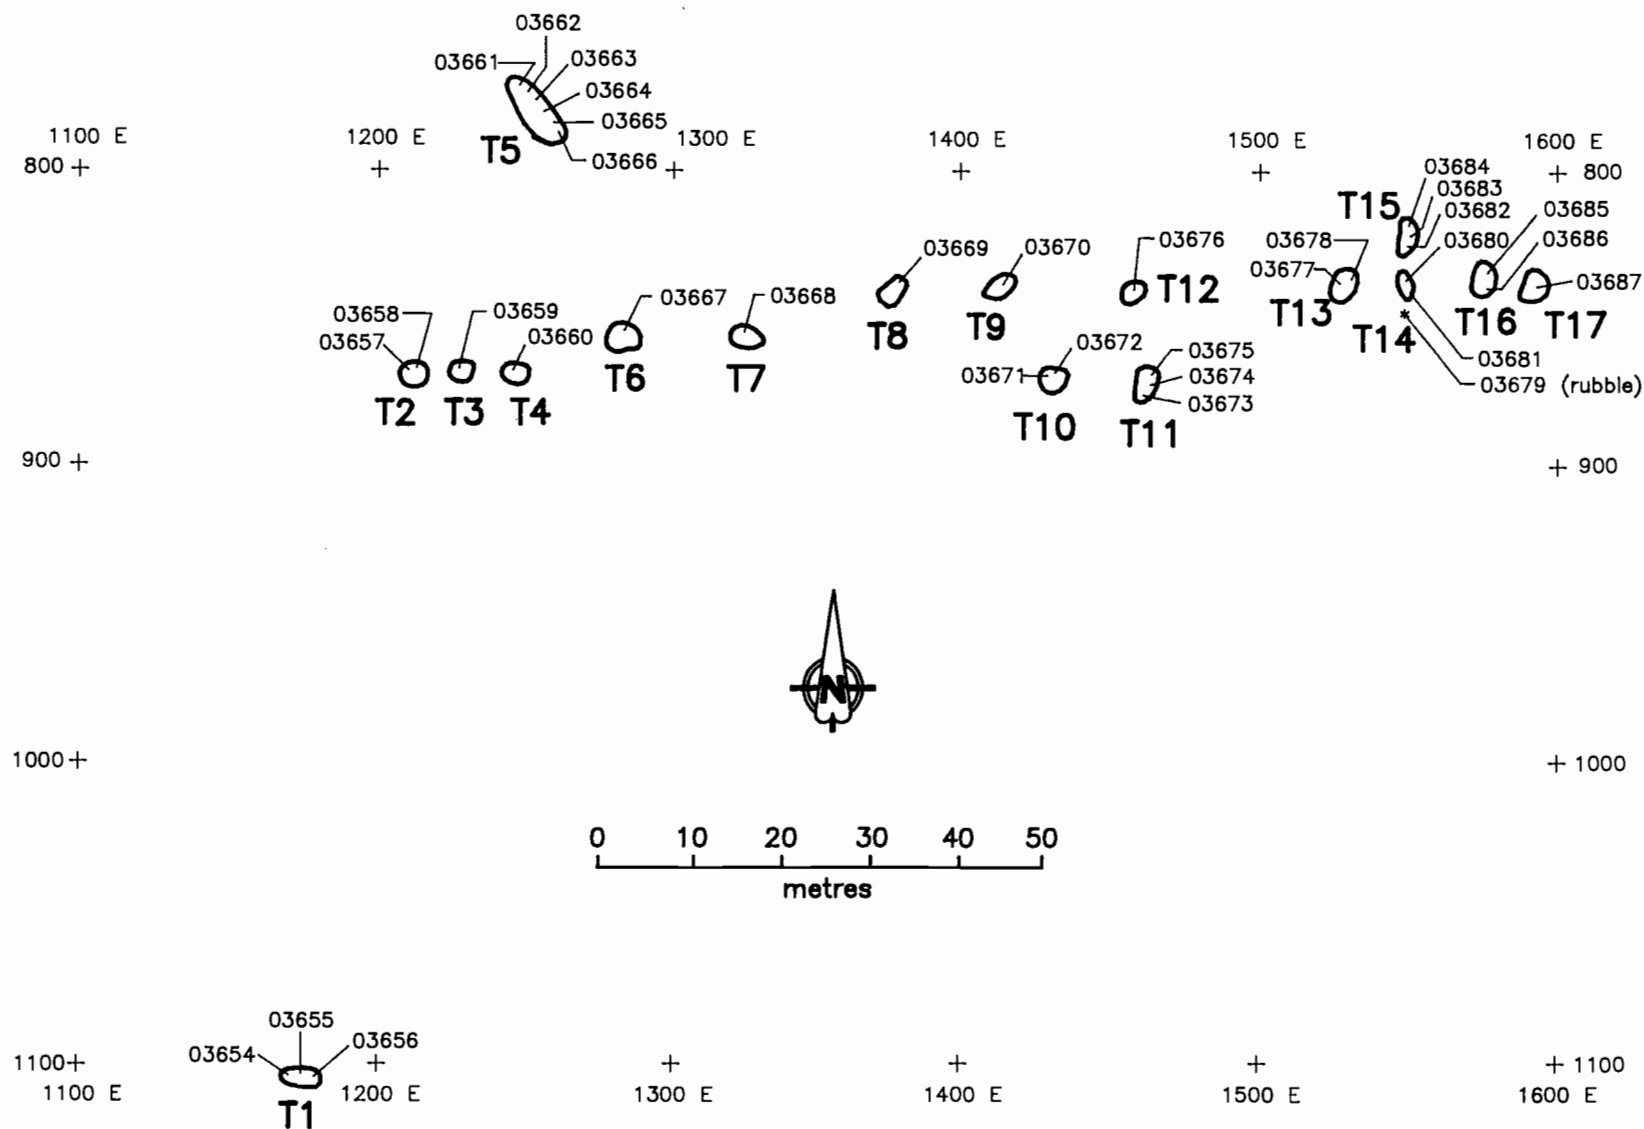 03662
03661
03663
03664
03665
03666
T5
1100 E
1200 E
1300 E
1400 E
1500 E
1600 E
800
800
03684
03683
03682
03680
T15
03685
03686
03678
03677
03687
T13
T14
T16
T17
03681
03679 (rubble)
03669
03670
03676
T8
T9
T12
03667
03668
T6
T7
03658
03657
03659
03660
T2
T3
T4
03672
03671
T10
03675
03674
03673
T11
900
900
N
1000
1000
0 10 20 30 40 50
metres
03655
03654
03656
T1
1100
1100
1100 E
1200 E
1300 E
1400 E
1500 E
1600 E